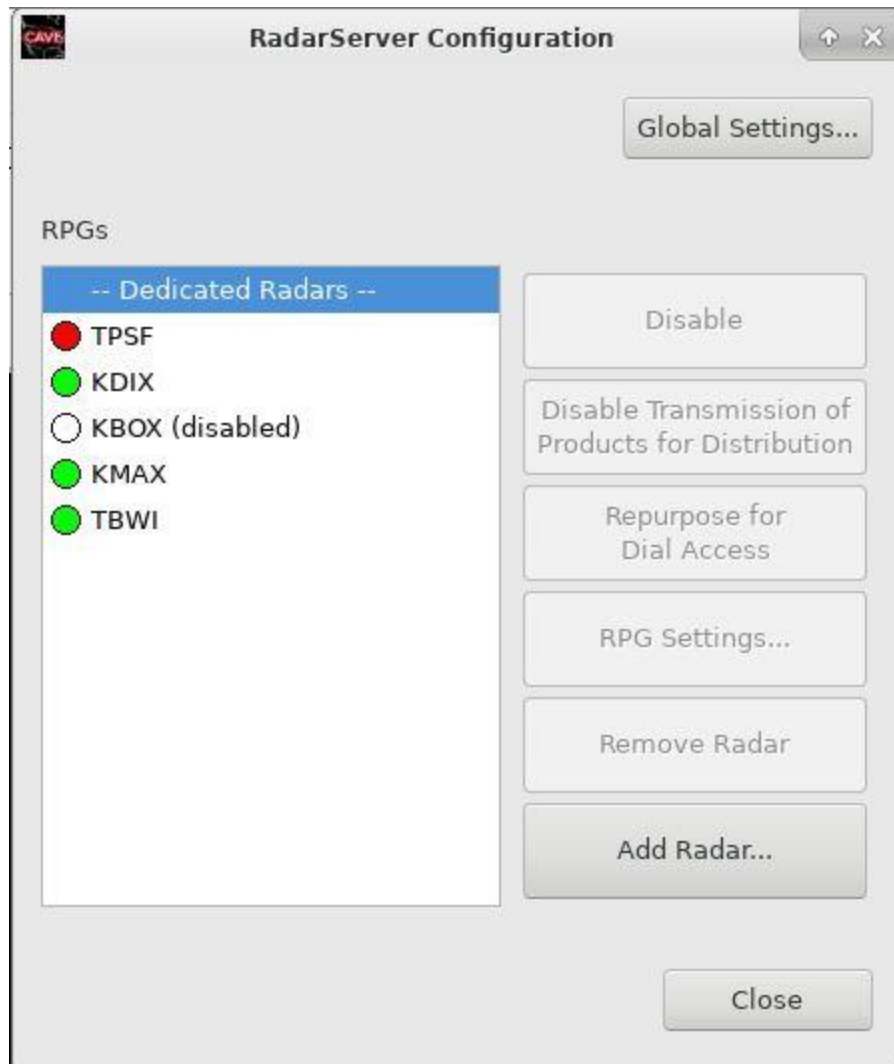 CAVE
RadarServer Configuration
Global Settings...
RPGs
-- Dedicated Radars --
TPSF
KDIX
KBOX (disabled)
KMAX
TBWI
Disable
Disable Transmission of
Products for Distribution
Repurpose for
Dial Access
RPG Settings...
Remove Radar
Add Radar...
Close